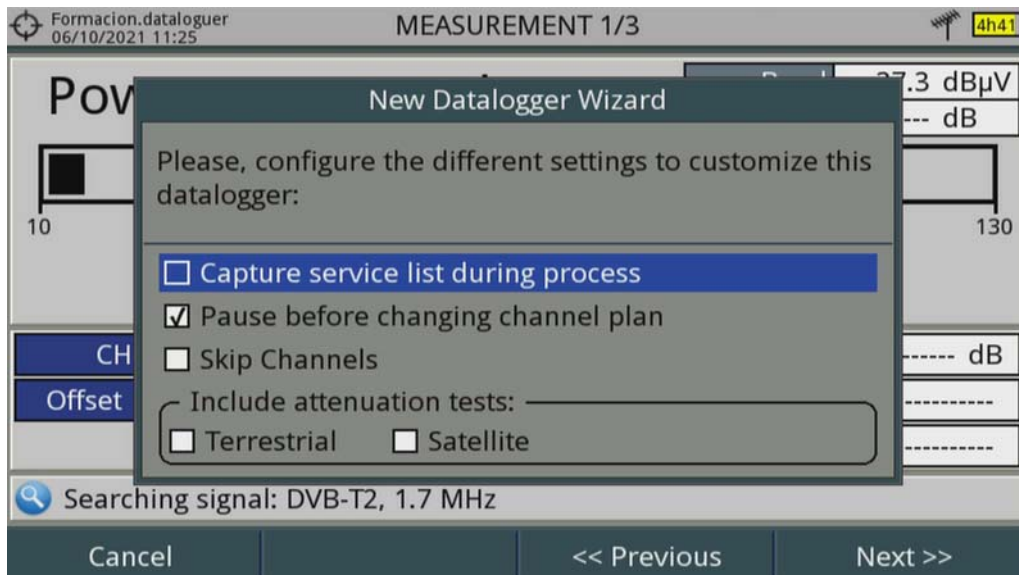 Formacion.dataloguer
06/10/2021 11:25
MEASUREMENT 1/3
4h41
New Datalogger Wizard
dBµV
--- dB
Please, configure the different settings to customize this
datalogger:
10
130
Capture service list during process
Pause before changing channel plan
CH
Skip Channels
------ dB
Offset
Include attenuation tests:
----------
Terrestrial Satellite
----------
Searching signal: DVB-T2, 1.7 MHz
Cancel << Previous Next >>